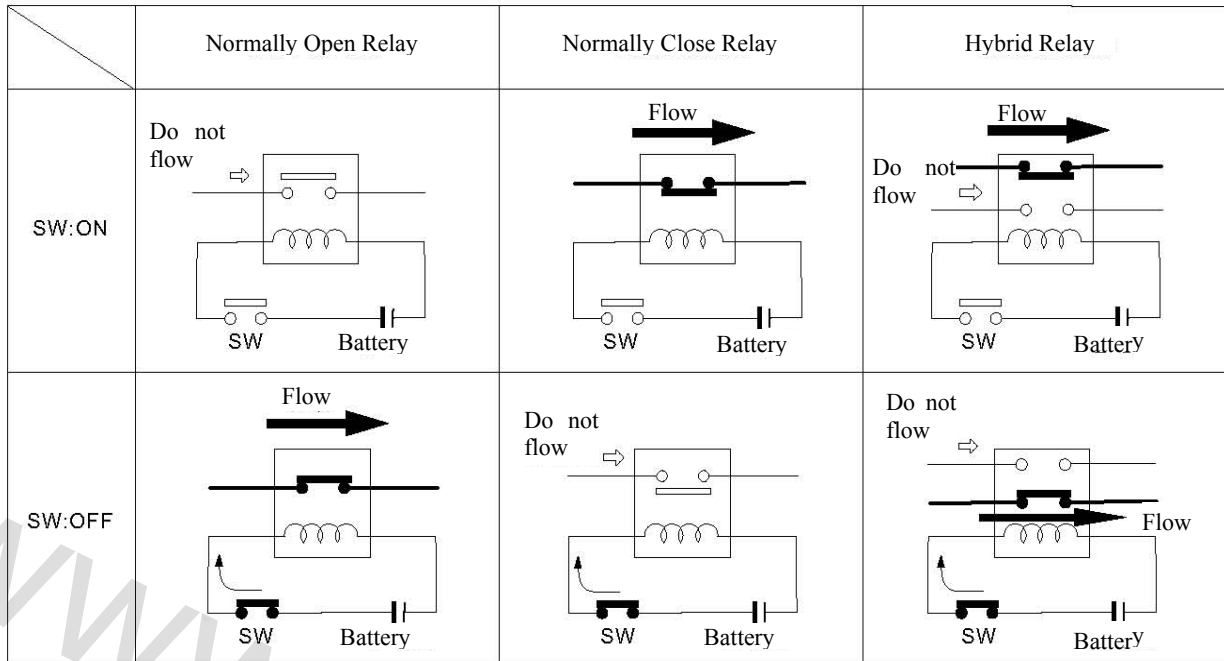 Normally Open Relay
Normally Close Relay
Hybrid Relay
SW:ON
Do not
flow
SW
Battery
Flow
SW
Battery
Flow
Do not
flow
SW
Battery
SW:OFF
Flow
SW
Battery
Do not
flow
SW
Battery
Do not
flow
Flow
SW
Battery
WWW